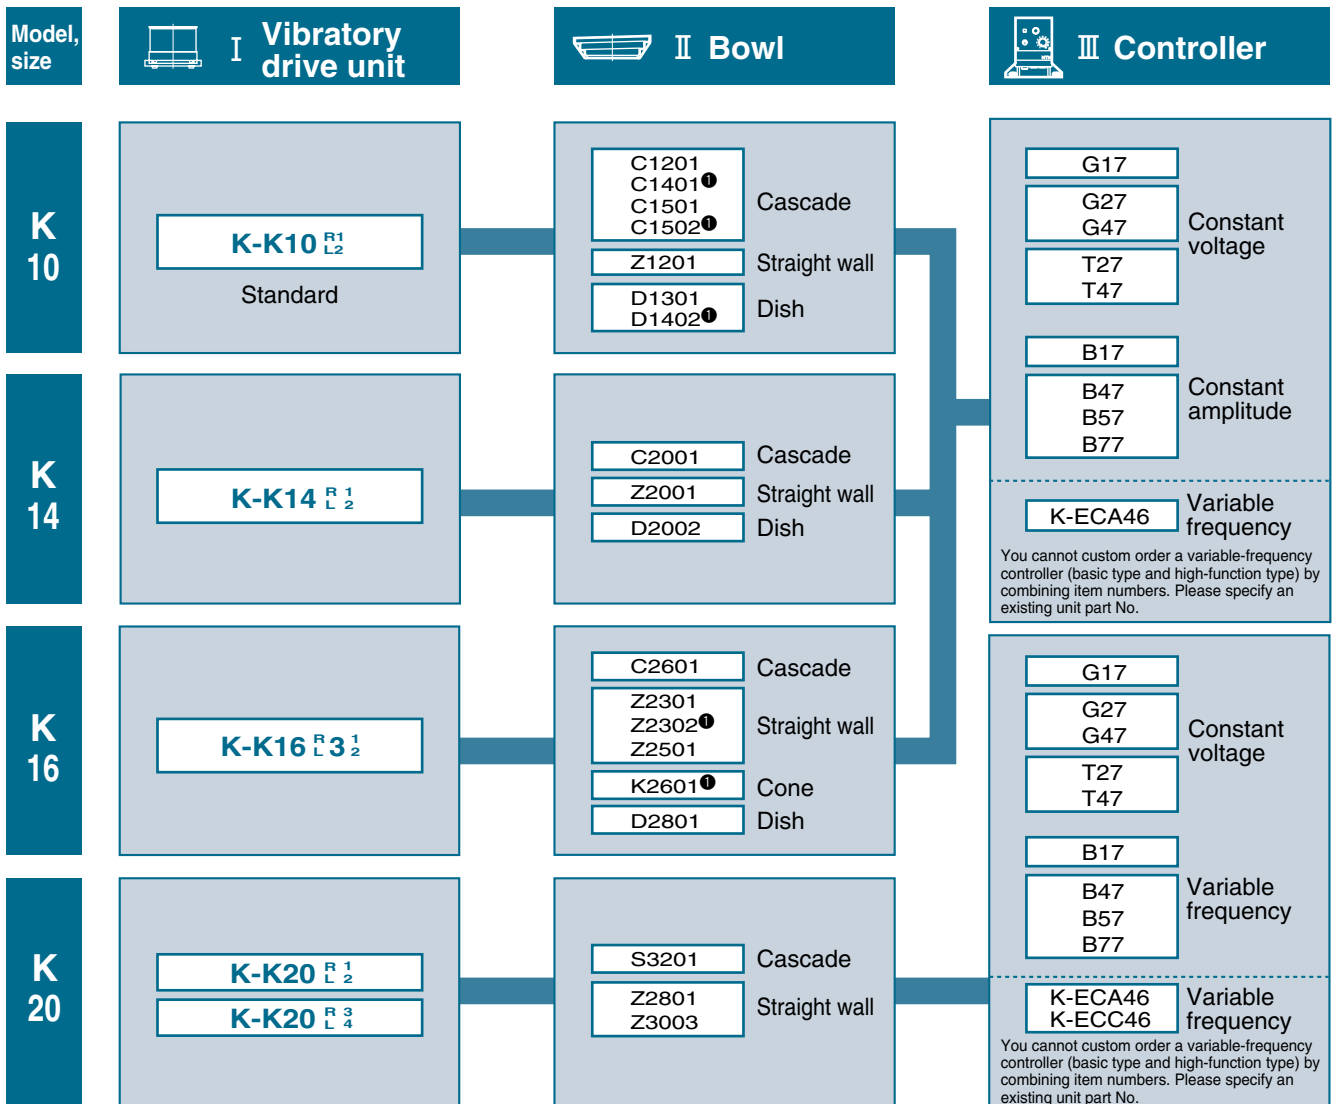 Model, size
I Vibratory drive unit
II Bowl
III Controller
K 10
K-K10 R1 L2
Standard
C1201
C1401❶
C1501
C1502❶
Cascade
Z1201
Straight wall
D1301
D1402❶
Dish
G17
G27
G47
T27
T47
Constant
voltage
B17
B47
B57
B77
Constant
amplitude
K-ECA46
Variable
frequency
You cannot custom order a variable-frequency
controller (basic type and high-function type) by
combining item numbers. Please specify an
existing unit part No.
K 14
K-K14 R L 1 2
C2001
Cascade
Z2001
Straight wall
D2002
Dish
K 16
K-K16 R L 3 1 2
C2601
Cascade
Z2301
Z2302❶
Z2501
Straight wall
K2601❶
Cone
D2801
Dish
G17
G27
G47
T27
T47
Constant
voltage
B17
B47
B57
B77
Variable
frequency
K-ECA46
K-ECC46
Variable
frequency
You cannot custom order a variable-frequency
controller (basic type and high-function type) by
combining item numbers. Please specify an
existing unit part No.
K 20
K-K20 R L 1 2
K-K20 R L 3 4
S3201
Cascade
Z2801
Z3003
Straight wall